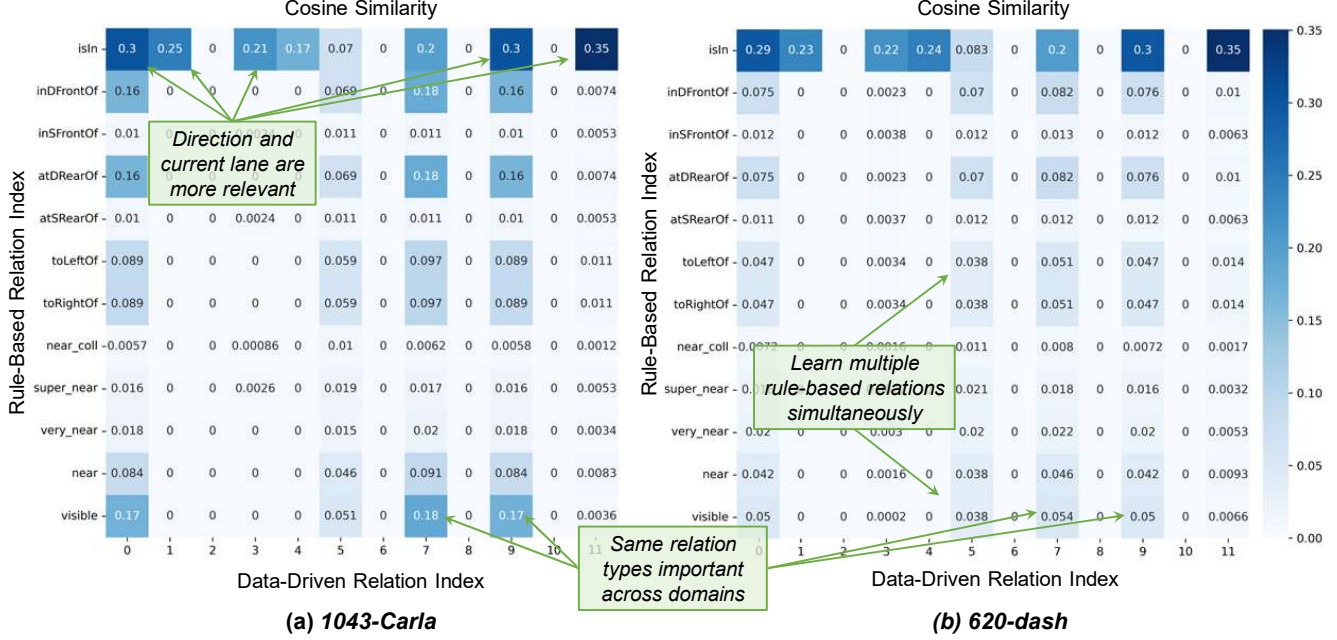 Cosine Similarity
isIn 0.3 0.25 0 0.21 0.17 0.07 0 0.2 0 0.3 0 0.35
inDFrontOf 0.16 0 0 0 0 0.069 0 0.18 0 0.16 0 0.0074
inSFrontOf 0.01 0 0.011 0 0.011 0 0.01 0 0.0053
atDRearOf 0.16 0 0.069 0 0.18 0 0.16 0 0.0074
atSRearOf 0.01 0 0 0.0024 0 0.011 0 0.011 0 0.01 0 0.0053
toLeftOf 0.089 0 0 0 0 0.059 0 0.097 0 0.089 0 0.011
toRightOf 0.089 0 0 0 0 0.059 0 0.097 0 0.089 0 0.011
near_coll 0.0057 0 0 0.00086 0 0.01 0 0.0062 0 0.0058 0 0.0012
super_near 0.016 0 0 0.0026 0 0.019 0 0.017 0 0.016 0 0.0053
very_near 0.018 0 0 0 0 0.015 0 0.02 0 0.018 0 0.0034
near 0.084 0 0 0 0 0.046 0 0.091 0 0.084 0 0.0083
visible 0.17 0 0 0 0 0.051 0 0.18 0 0.17 0 0.0036
0 1 2 3 4 5 6 7 8 9 10 11
Rule-Based Relation Index
Data-Driven Relation Index
Direction and
current lane are
more relevant
(a) 1043-Carla
Cosine Similarity
isIn 0.29 0.23 0 0.22 0.24 0.083 0 0.2 0 0.3 0 0.35
inDFrontOf 0.075 0 0 0.0023 0 0.07 0 0.082 0 0.076 0 0.01
inSFrontOf 0.012 0 0 0.0038 0 0.012 0 0.013 0 0.012 0 0.0063
atDRearOf 0.075 0 0 0.0023 0 0.07 0 0.082 0 0.076 0 0.01
atSRearOf 0.011 0 0 0.0037 0 0.012 0 0.012 0 0.012 0 0.0063
toLeftOf 0.047 0 0 0.0034 0 0.038 0 0.051 0 0.047 0 0.014
toRightOf 0.047 0 0 0.0034 0 0.038 0 0.051 0 0.047 0 0.014
near_coll 0.0072 0 0 0.0016 0 0.011 0 0.008 0 0.0072 0 0.0017
super_near 0.021 0 0.018 0 0.016 0 0.0032
very_near 0.02 0 0 0.003 0 0.02 0 0.022 0 0.02 0 0.0053
near 0.042 0 0 0.0016 0 0.038 0 0.046 0 0.042 0 0.0093
visible 0.05 0 0 0.0002 0 0.038 0 0.054 0 0.05 0 0.0066
0 1 2 3 4 5 6 7 8 9 10 11
Rule-Based Relation Index
Data-Driven Relation Index
Learn multiple
rule-based relations
simultaneously
Same relation
types important
across domains
(b) 620-dash
0.35
0.30
0.25
0.20
0.15
0.10
0.05
0.00